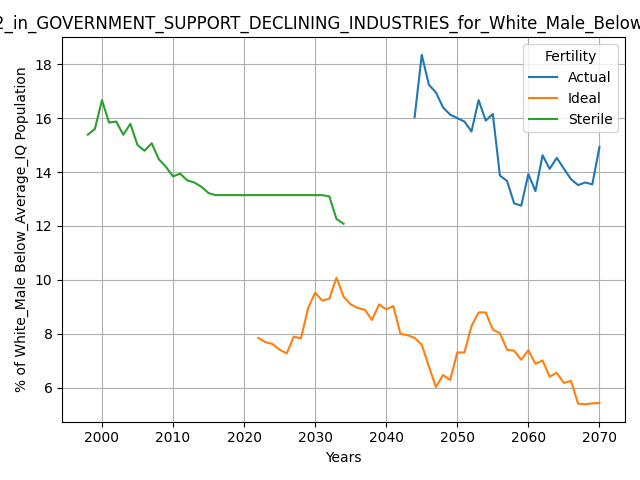 2_in_GOVERNMENT_SUPPORT_DECLINING_INDUSTRIES_for_White_Male_Below
% of White_Male Below_Average_IQ Population
18
16
14
12
10
8
6
Fertility
Actual
Ideal
Sterile
2000 2010 2020 2030 2040 2050 2060 2070
Years